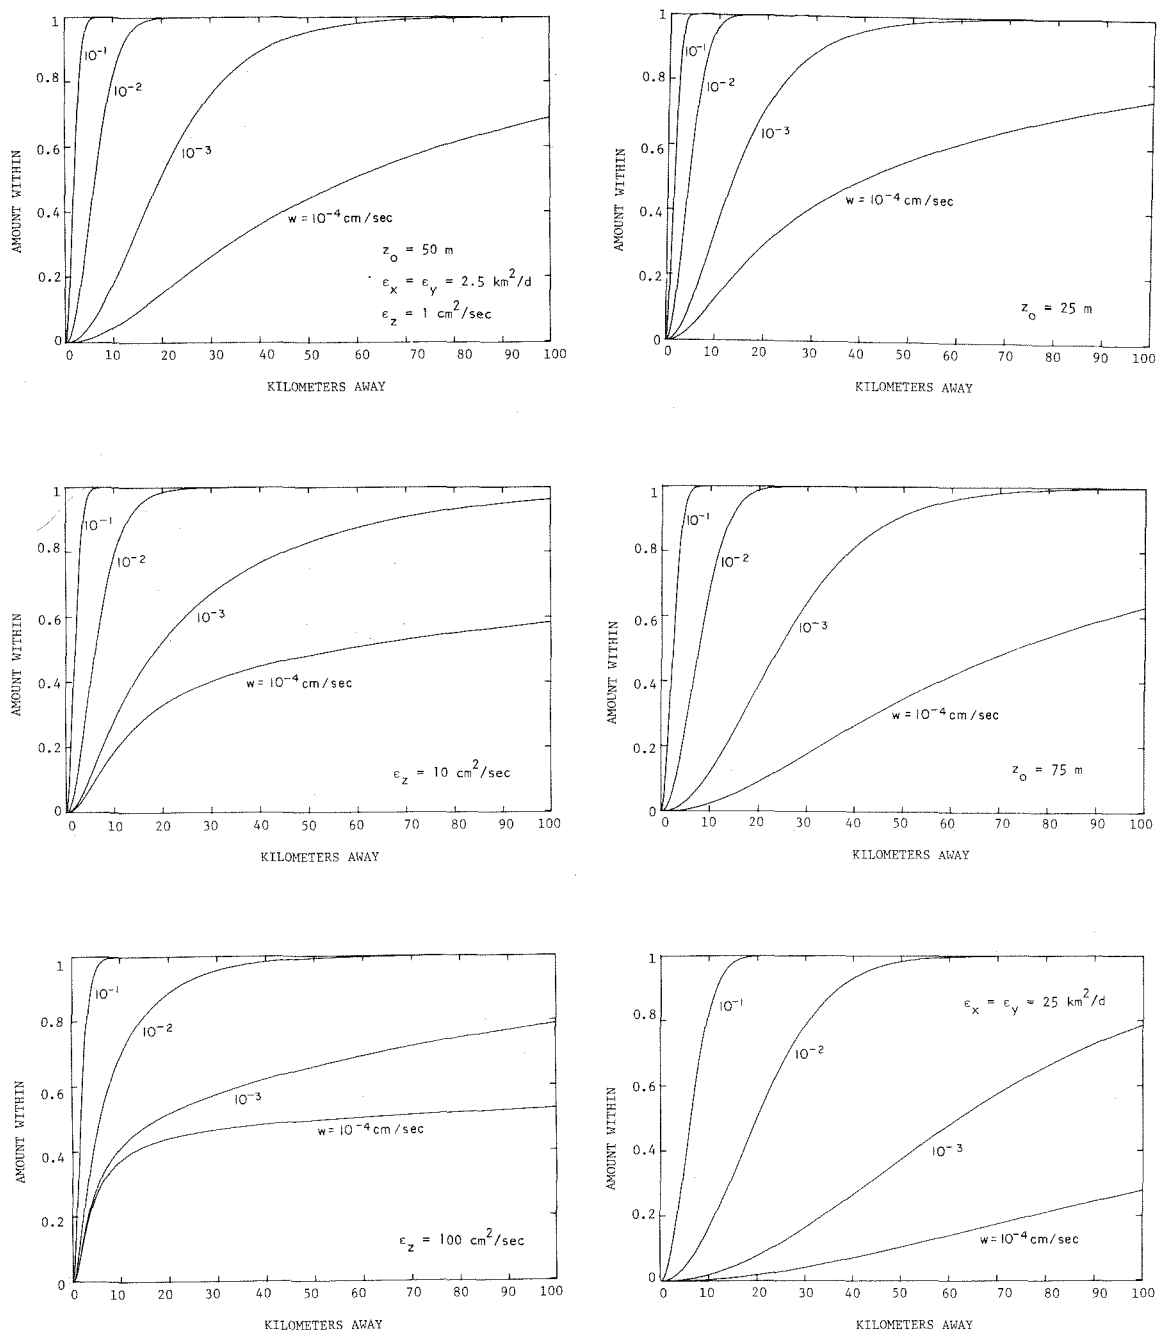 1
0.8
0.6
0.4
0.2
0
AMOUNT WITHIN
10⁻¹
10⁻²
10⁻³
w = 10⁻⁴ cm/sec
z₀ = 50 m
εₓ = ε_y = 2.5 km²/d
ε_z = 1 cm²/sec
0 10 20 30 40 50 60 70 80 90 100
KILOMETERS AWAY
1
0.8
0.6
0.4
0.2
0
AMOUNT WITHIN
10⁻¹
10⁻²
10⁻³
w = 10⁻⁴ cm/sec
z₀ = 25 m
0 10 20 30 40 50 60 70 80 90 100
KILOMETERS AWAY
1
0.8
0.6
0.4
0.2
0
AMOUNT WITHIN
10⁻¹
10⁻²
10⁻³
w = 10⁻⁴ cm/sec
ε_z = 10 cm²/sec
0 10 20 30 40 50 60 70 80 90 100
KILOMETERS AWAY
1
0.8
0.6
0.4
0.2
0
AMOUNT WITHIN
10⁻¹
10⁻²
10⁻³
w = 10⁻⁴ cm/sec
z₀ = 75 m
0 10 20 30 40 50 60 70 80 90 100
KILOMETERS AWAY
1
0.8
0.6
0.4
0.2
0
AMOUNT WITHIN
10⁻¹
10⁻²
10⁻³
w = 10⁻⁴ cm/sec
ε_z = 100 cm²/sec
0 10 20 30 40 50 60 70 80 90 100
KILOMETERS AWAY
1
0.8
0.6
0.4
0.2
0
AMOUNT WITHIN
εₓ = ε_y = 25 km²/d
10⁻¹
10⁻²
10⁻³
w = 10⁻⁴ cm/sec
0 10 20 30 40 50 60 70 80 90 100
KILOMETERS AWAY